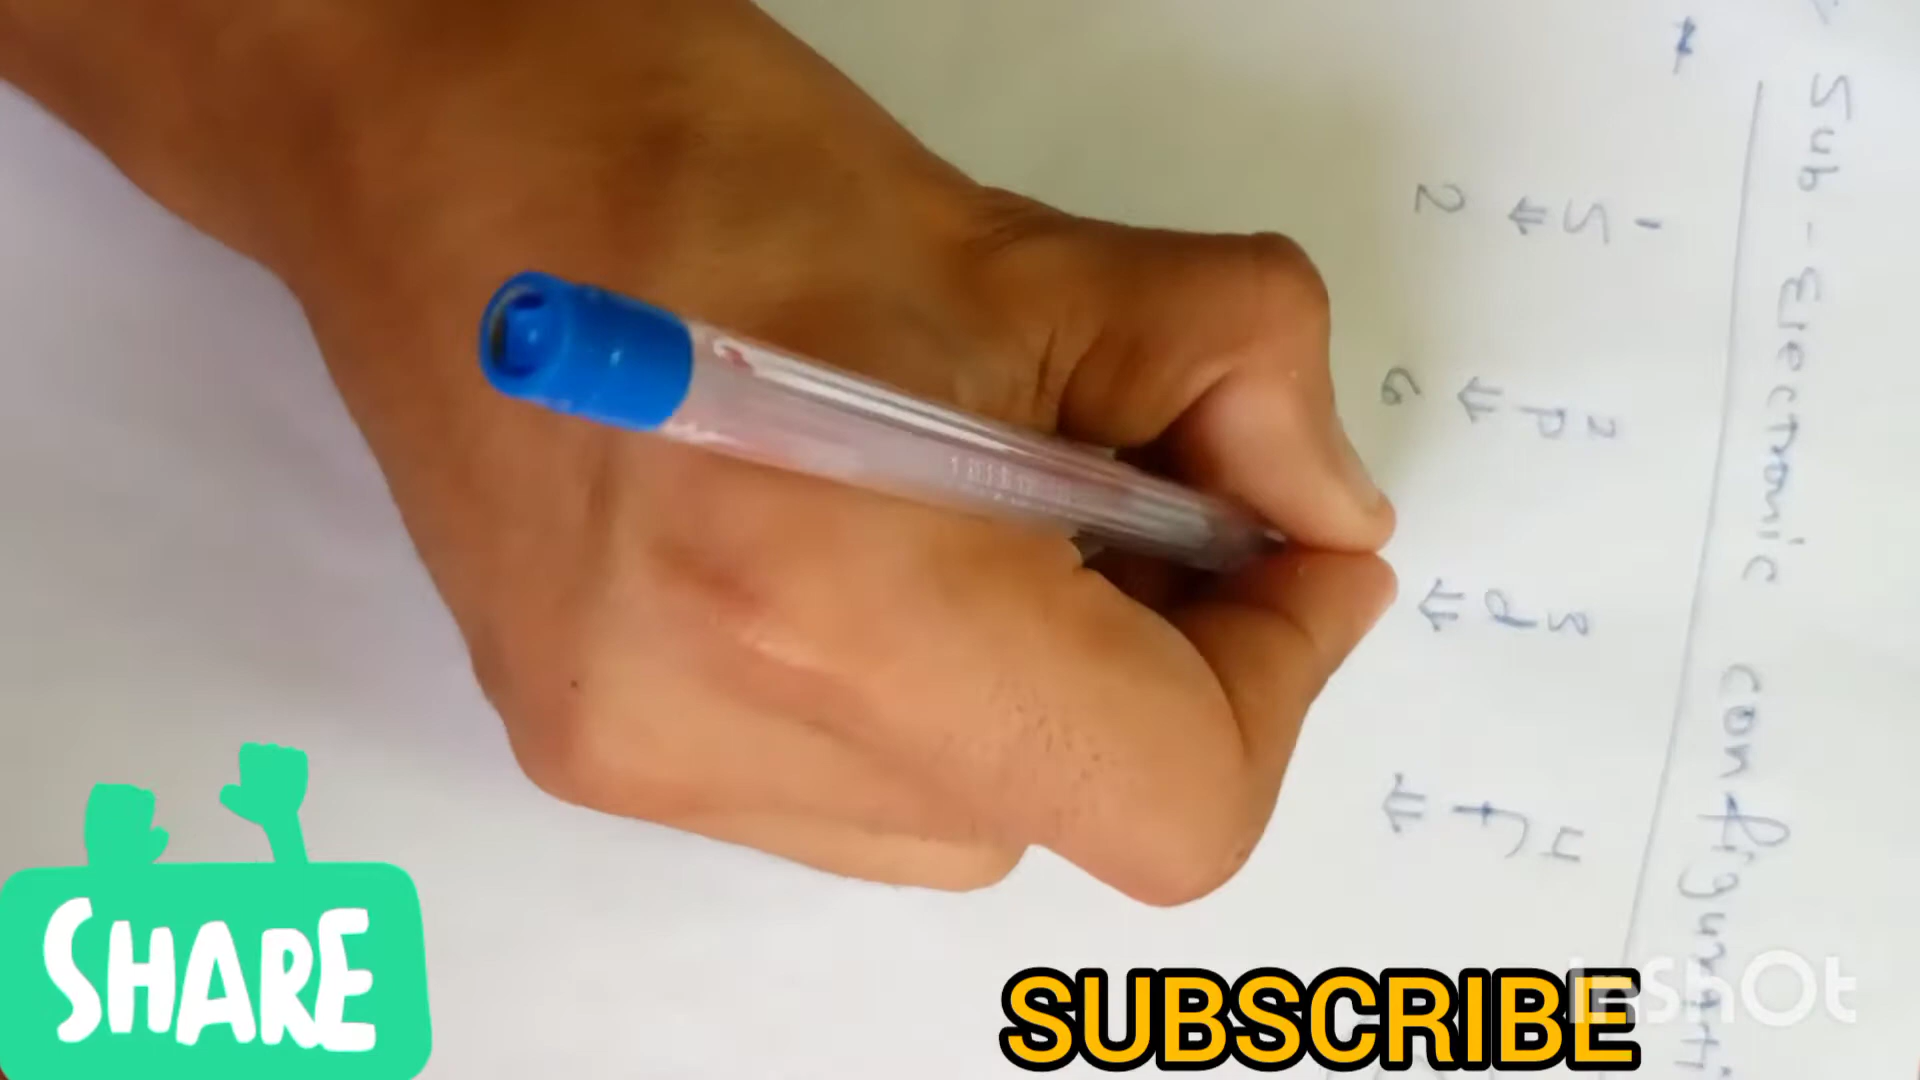 Sub-Electronic configurati
1 2 3 4
S P d f
⇓ ⇓ ⇓ ⇓
2 6
SHARE
SUBSCRIBE
InShOt